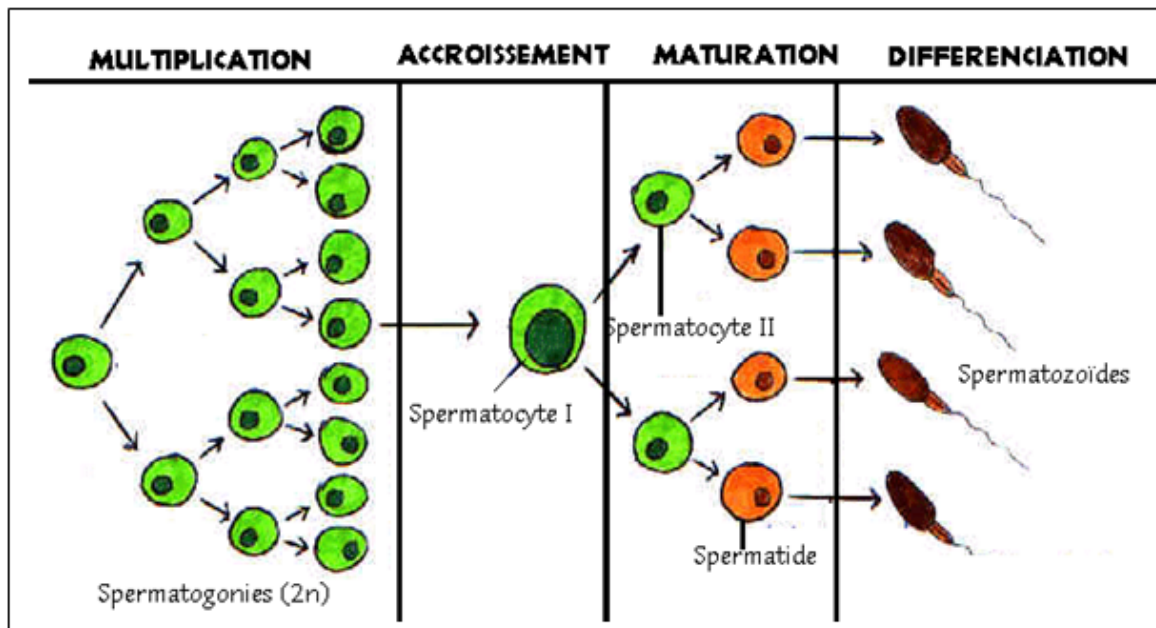 MULTIPLICATION
ACCROISSEMENT
MATURATION
DIFFERENCIATION
Spermatocyte II
Spermatozoïdes
Spermatocyte I
Spermatide
Spermatogonies (2n)